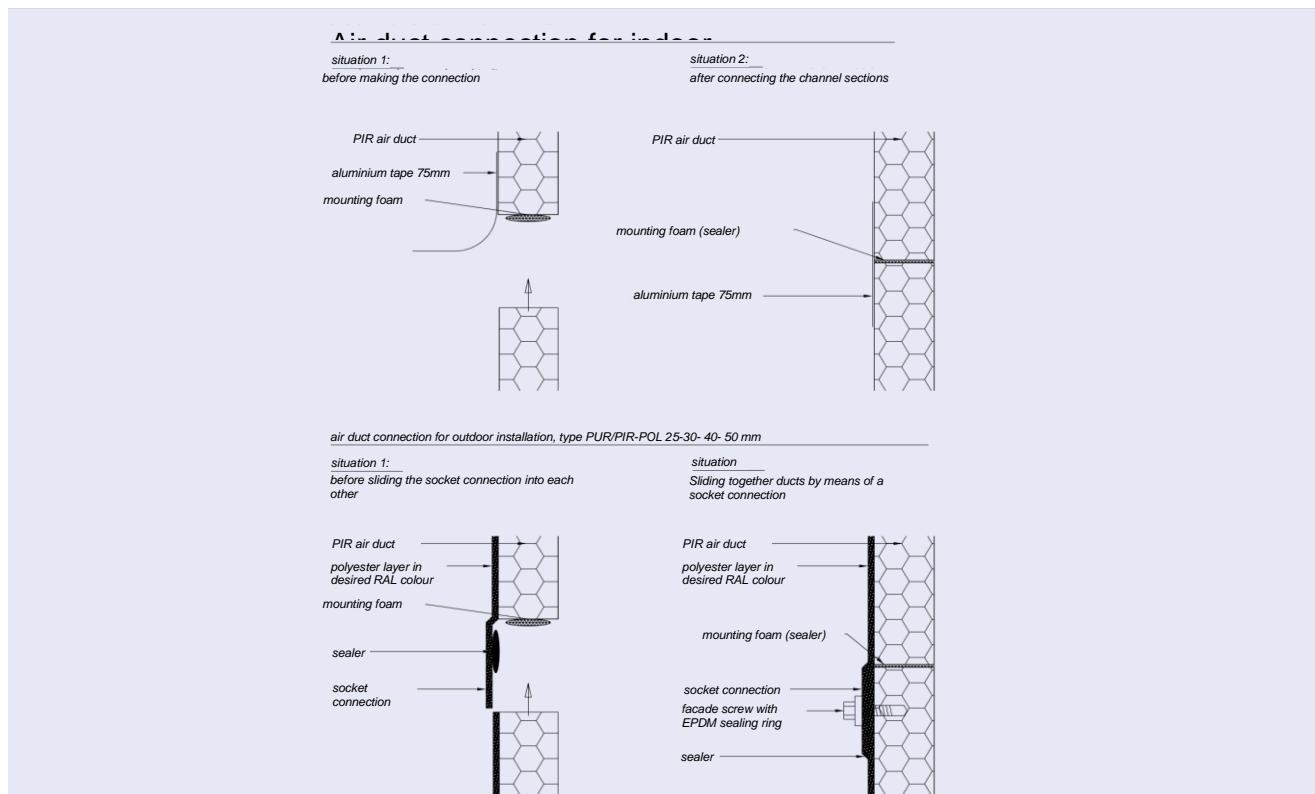 Air duct connection for indoor
situation 1:
before making the connection
situation 2:
after connecting the channel sections
PIR air duct
aluminium tape 75mm
mounting foam
PIR air duct
mounting foam (sealer)
aluminium tape 75mm
air duct connection for outdoor installation, type PUR/PIR-POL 25-30- 40- 50 mm
situation 1:
before sliding the socket connection into each
other
situation
Sliding together ducts by means of a
socket connection
PIR air duct
polyester layer in
desired RAL colour
mounting foam
sealer
socket
connection
PIR air duct
polyester layer in
desired RAL colour
mounting foam (sealer)
socket connection
facade screw with
EPDM sealing ring
sealer